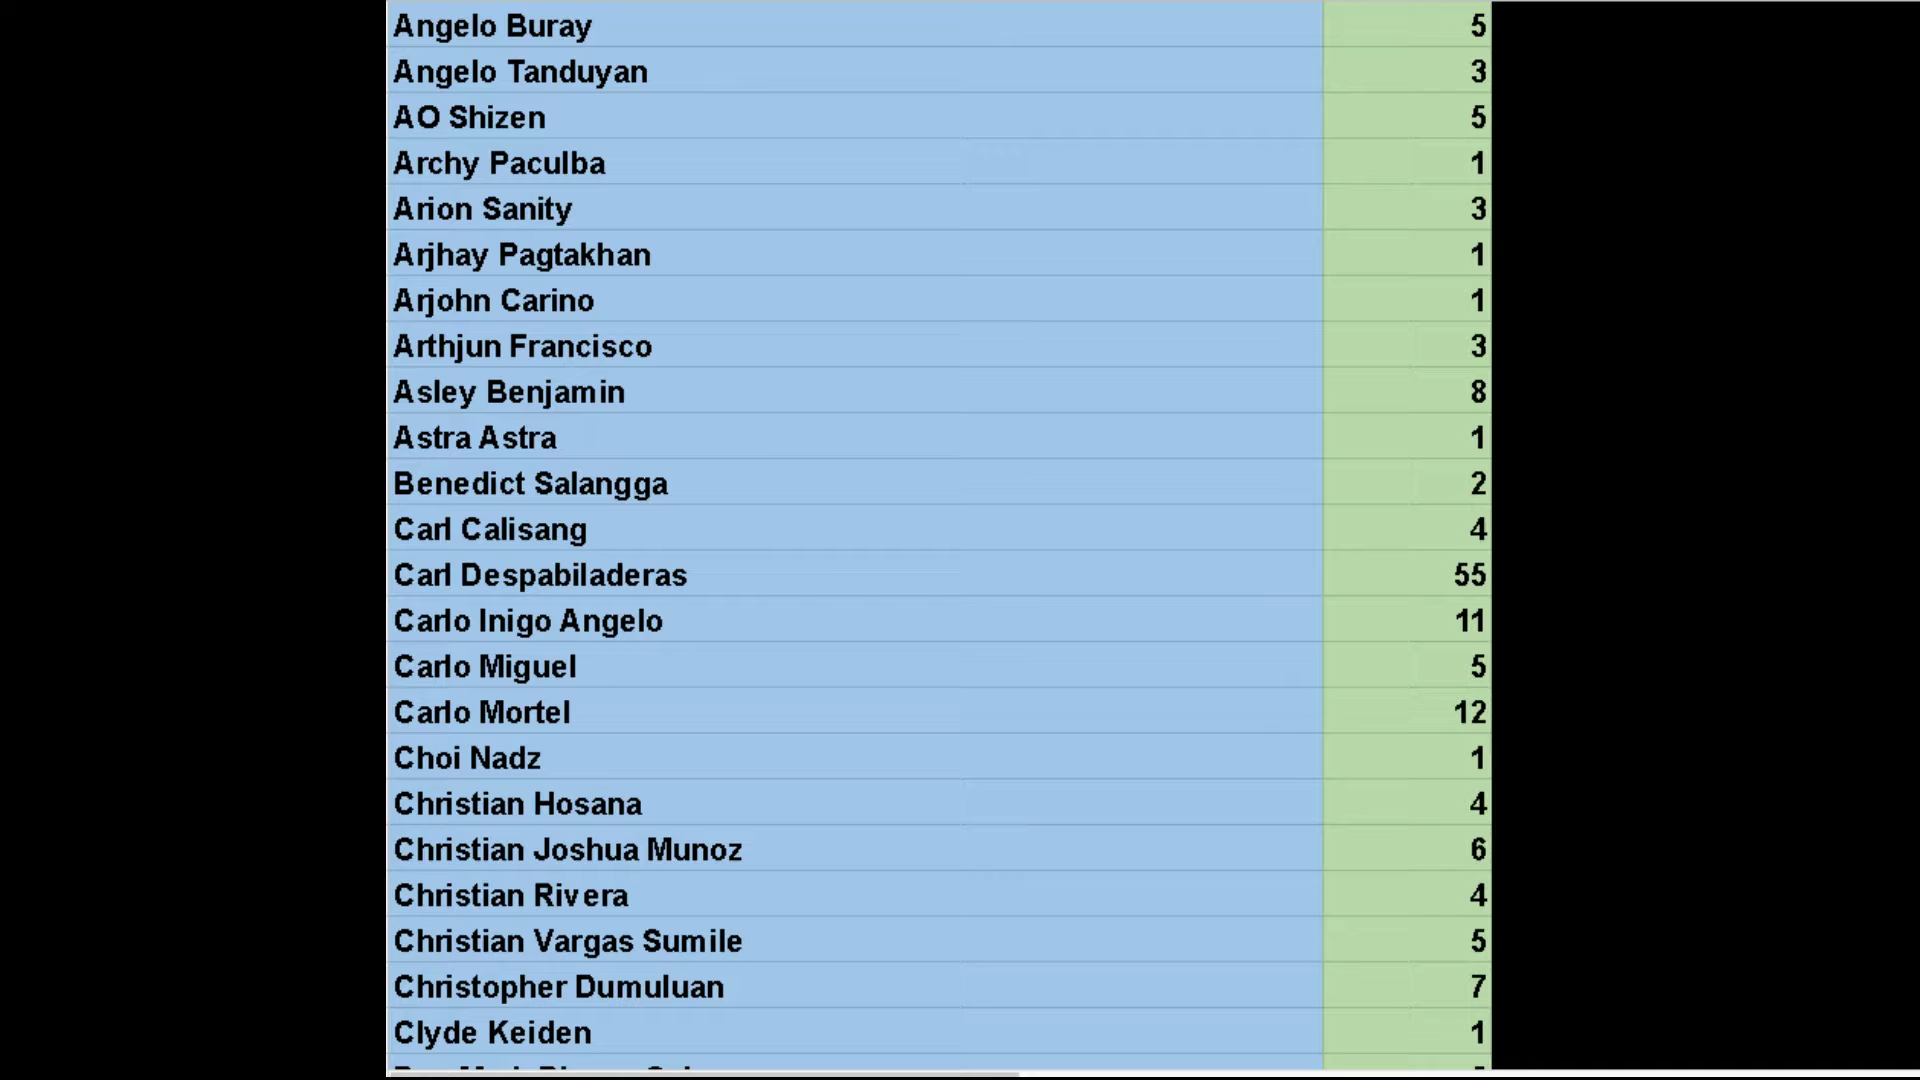 Angelo Buray 5
Angelo Tanduyan 3
AO Shizen 5
Archy Paculba 1
Arion Sanity 3
Arjhay Pagtakhan 1
Arjohn Carino 1
Arthjun Francisco 3
Asley Benjamin 8
Astra Astra 1
Benedict Salangga 2
Carl Calisang 4
Carl Despabiladeras 55
Carlo Inigo Angelo 11
Carlo Miguel 5
Carlo Mortel 12
Choi Nadz 1
Christian Hosana 4
Christian Joshua Munoz 6
Christian Rivera 4
Christian Vargas Sumile 5
Christopher Dumuluan 7
Clyde Keiden 1